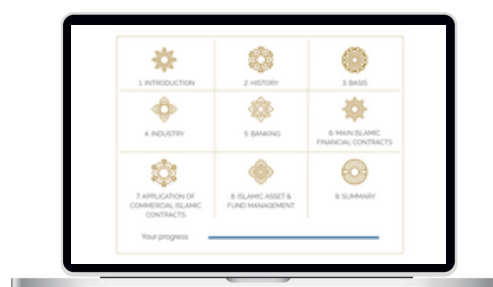 1. INTRODUCTION
2. HISTORY
3. BASIS
4. INDUSTRY
5. BANKING
6. MAIN ISLAMIC
FINANCIAL CONTRACTS
7. APPLICATION OF
COMMERCIAL ISLAMIC
CONTRACTS
8. ISLAMIC ASSET &
FUND MANAGEMENT
9. SUMMARY
Your progress